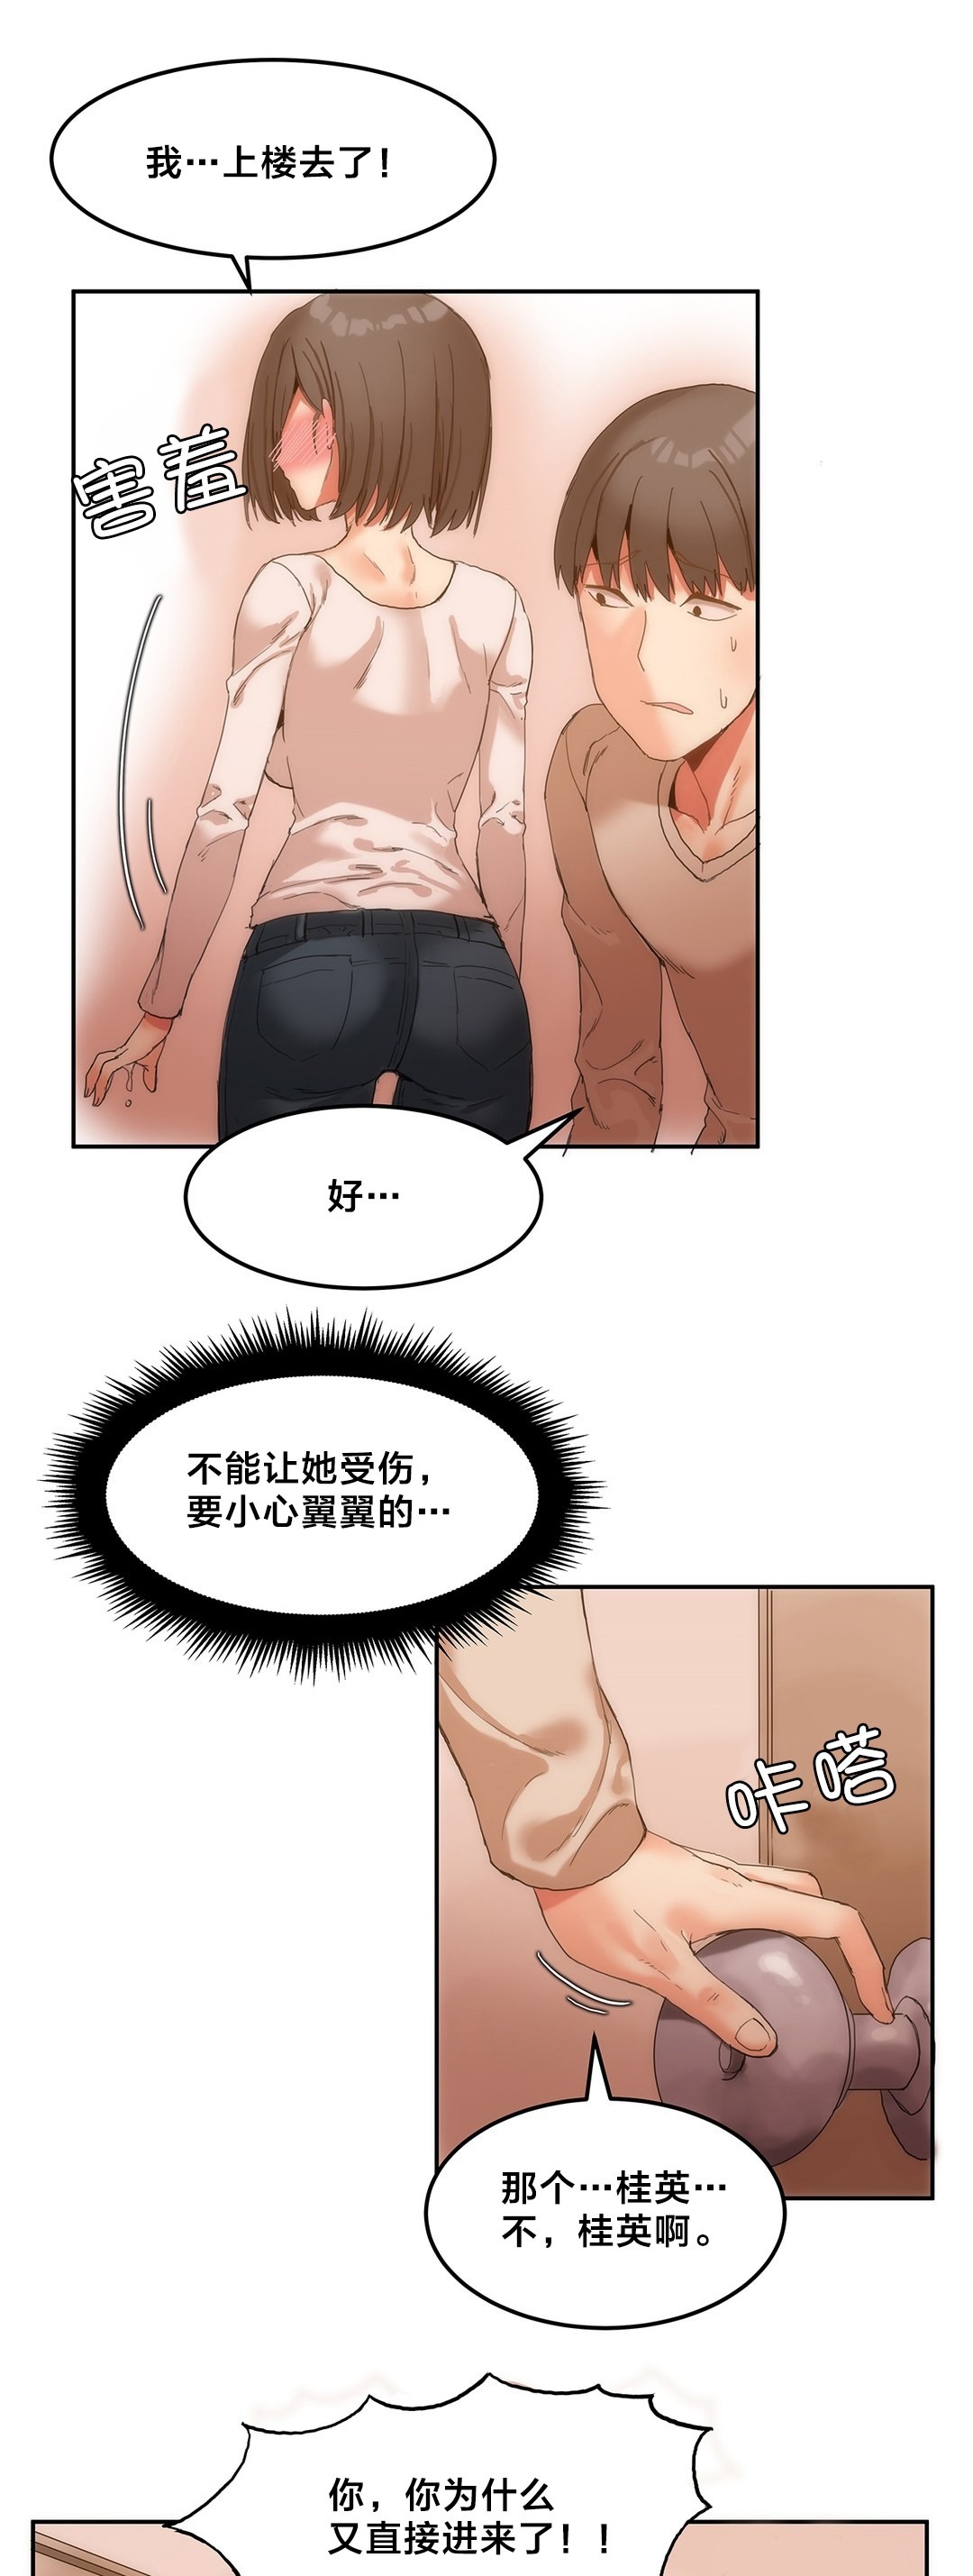 我…上楼去了！
害羞
好…
不能让她受伤，
要小心翼翼的…
咔嗒
那个…桂英…
不，桂英啊。
你，你为什么
又直接进来了！！